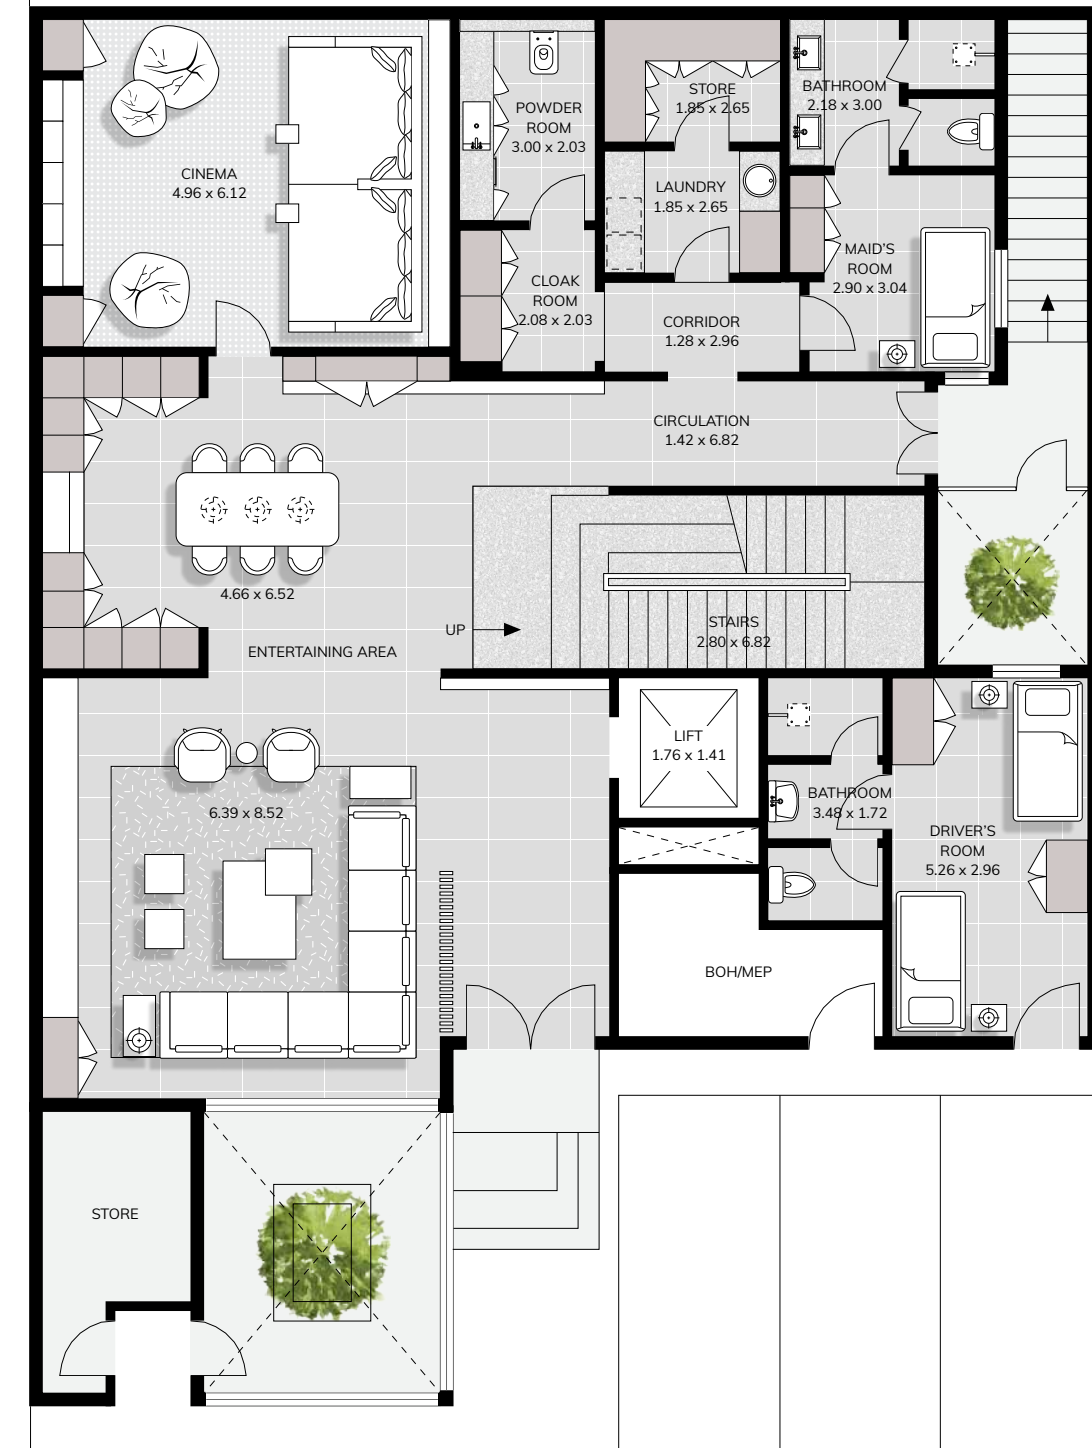 CINEMA
4.96 x 6.12
POWDER
ROOM
3.00 x 2.03
STORE
1.85 x 2.65
BATHROOM
2.18 x 3.00
LAUNDRY
1.85 x 2.65
MAID'S
ROOM
2.90 x 3.04
CLOAK
ROOM
2.08 x 2.03
CORRIDOR
1.28 x 2.96
CIRCULATION
1.42 x 6.82
4.66 x 6.52
UP
STAIRS
2.80 x 6.82
ENTERTAINING AREA
LIFT
1.76 x 1.41
6.39 x 8.52
BATHROOM
3.48 x 1.72
DRIVER'S
ROOM
5.26 x 2.96
BOH/MEP
STORE